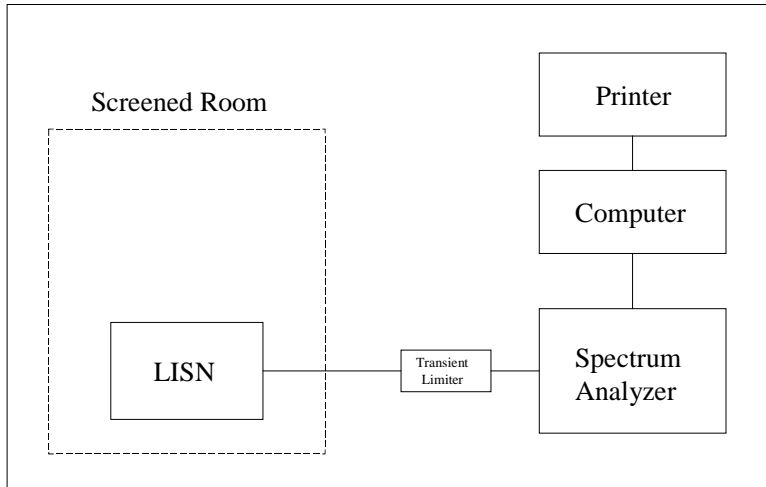 Screened Room
Printer
Computer
LISN
Transient
Limiter
Spectrum
Analyzer